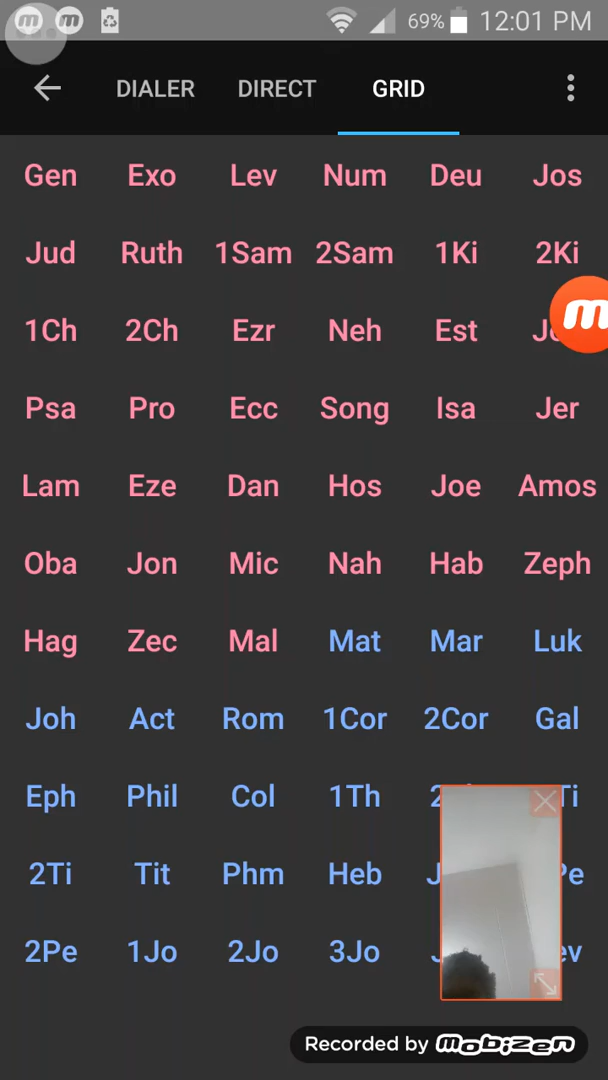 69% 12:01 PM
DIALER DIRECT GRID
Gen Exo Lev Num Deu Jos
Jud Ruth 1Sam 2Sam 1Ki 2Ki
1Ch 2Ch Ezr Neh Est
Psa Pro Ecc Song Isa Jer
Lam Eze Dan Hos Joe Amos
Oba Jon Mic Nah Hab Zeph
Hag Zec Mal Mat Mar Luk
Joh Act Rom 1Cor 2Cor Gal
Eph Phil Col 1Th
2Ti Tit Phm Heb
2Pe 1Jo 2Jo 3Jo
Recorded by mobizen